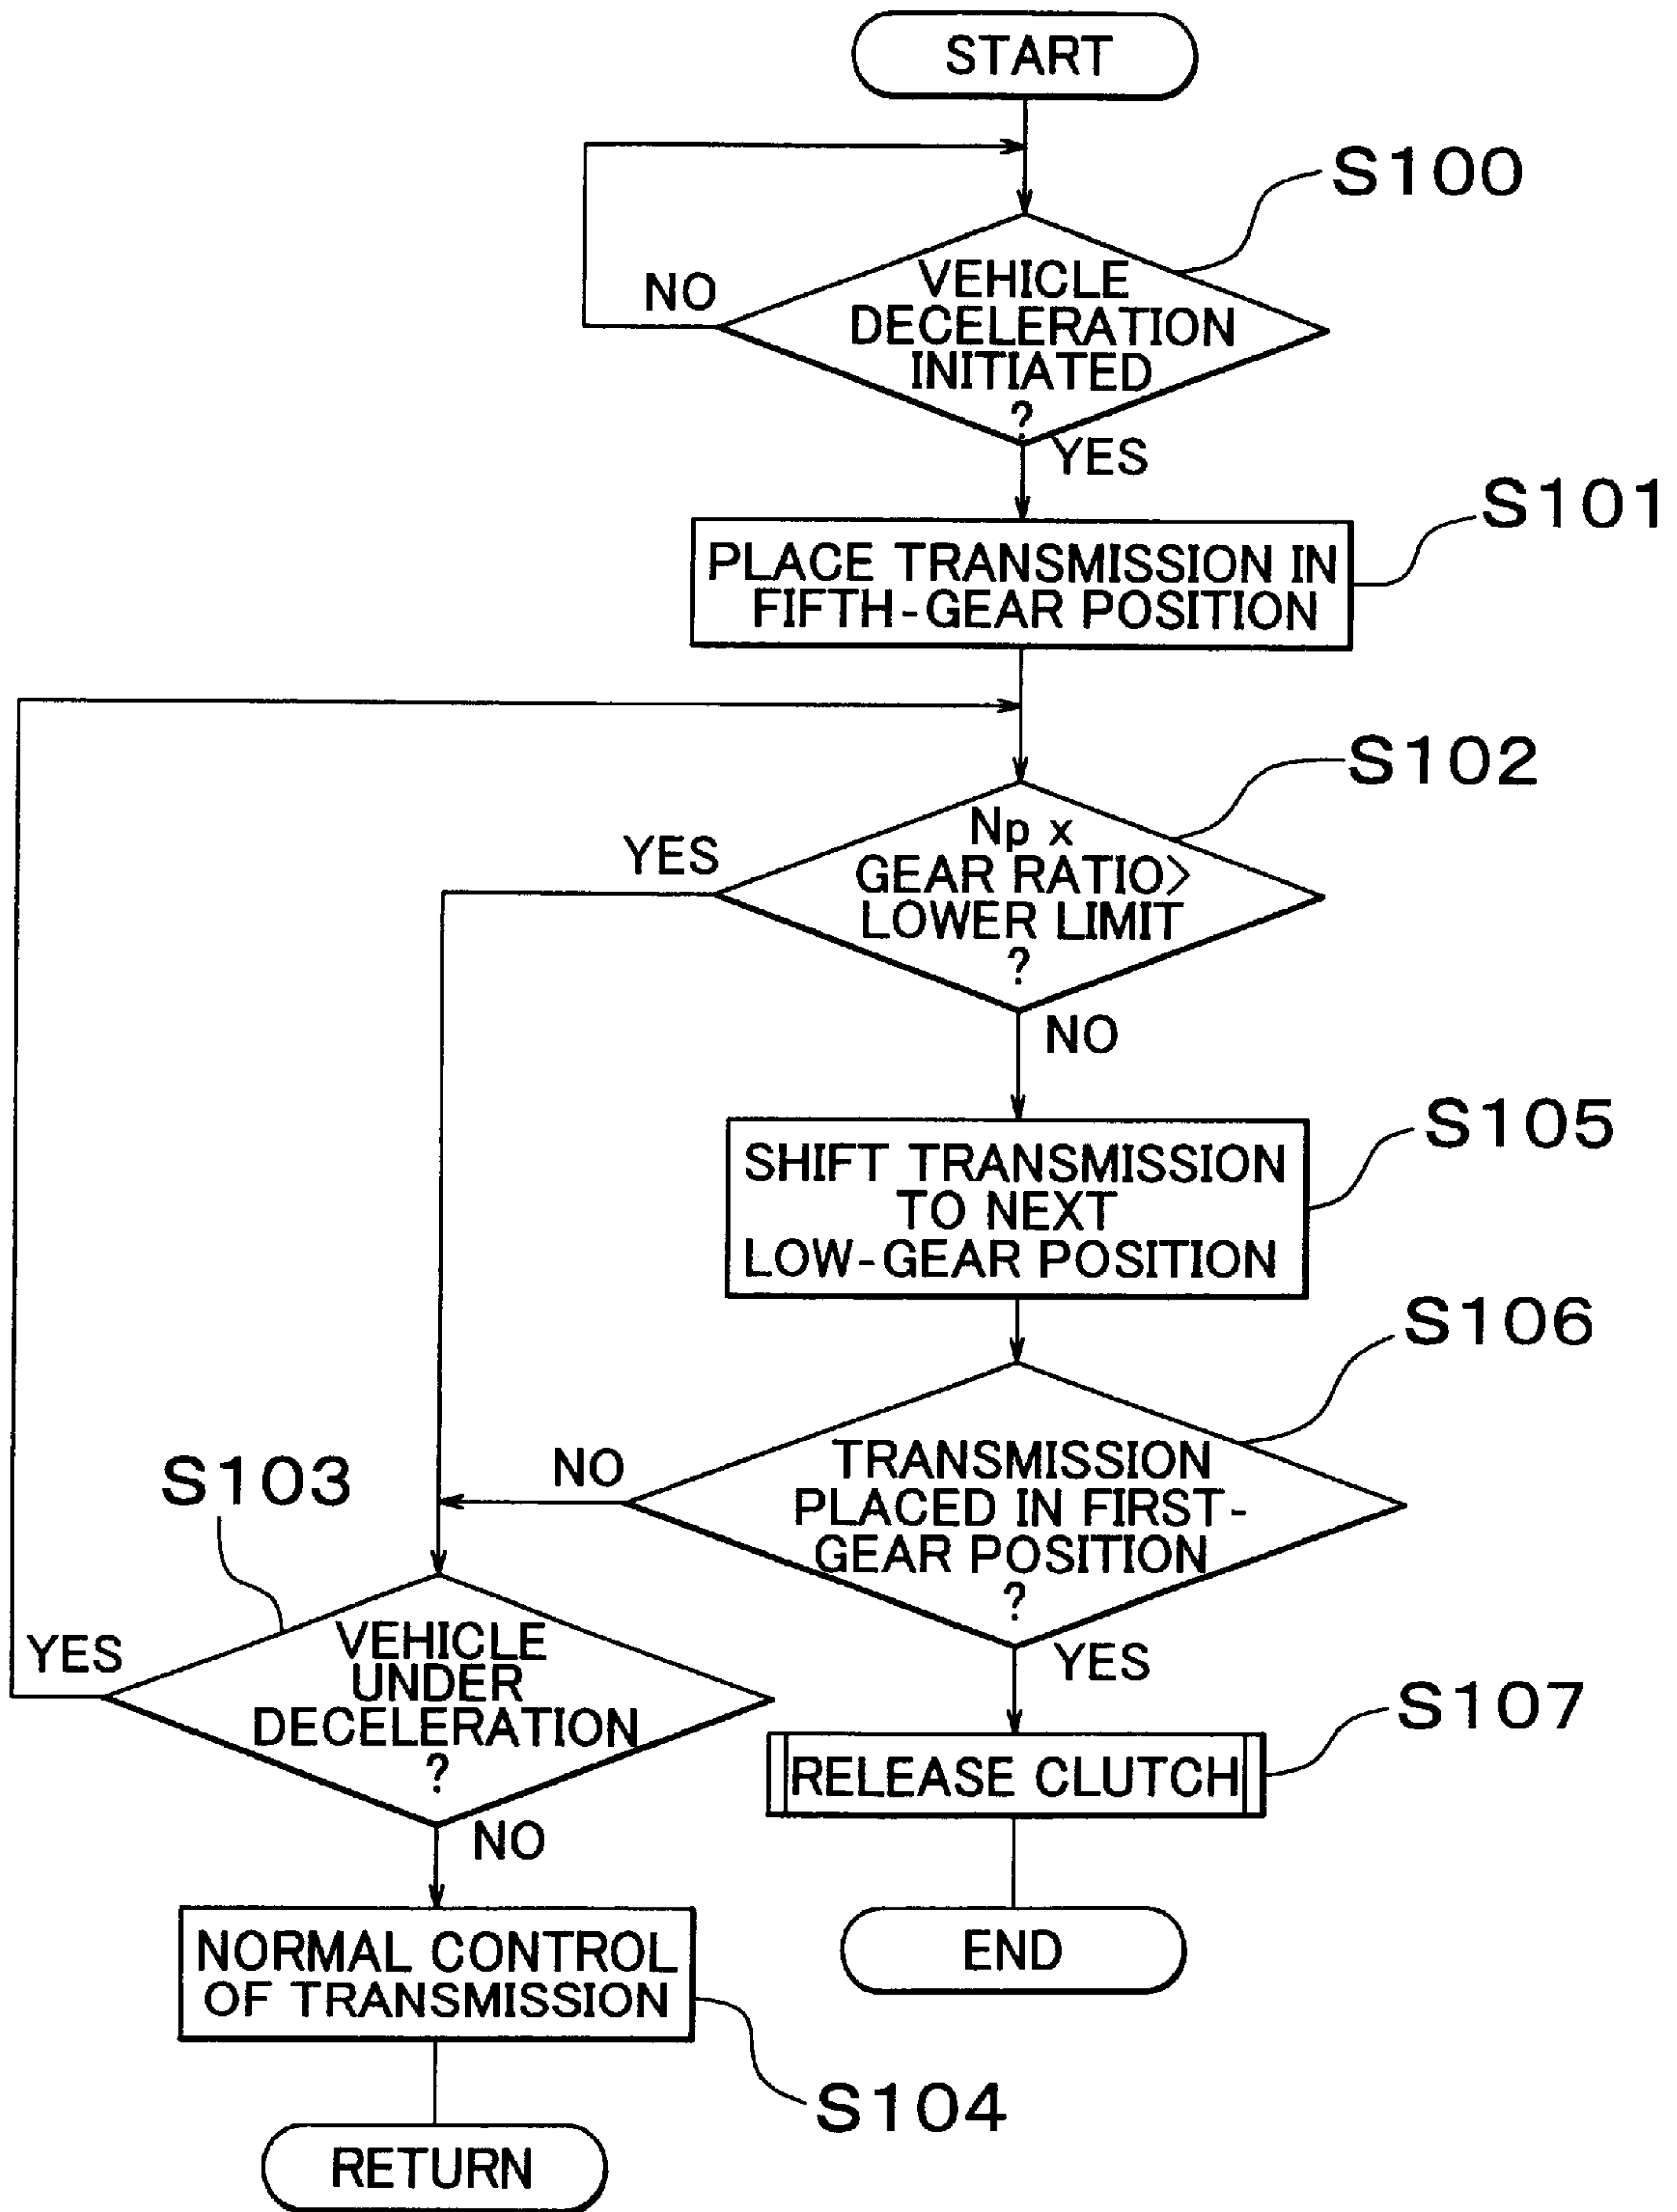 START
S100
VEHICLE
DECELERATION
INITIATED
?
NO
YES
S101
PLACE TRANSMISSION IN
FIFTH-GEAR POSITION
S102
Np x
GEAR RATIO>
LOWER LIMIT
?
YES
NO
S105
SHIFT TRANSMISSION
TO NEXT
LOW-GEAR POSITION
S106
TRANSMISSION
PLACED IN FIRST-
GEAR POSITION
?
NO
YES
S103
VEHICLE
UNDER
DECELERATION
?
YES
NO
S107
RELEASE CLUTCH
END
NORMAL CONTROL
OF TRANSMISSION
S104
RETURN